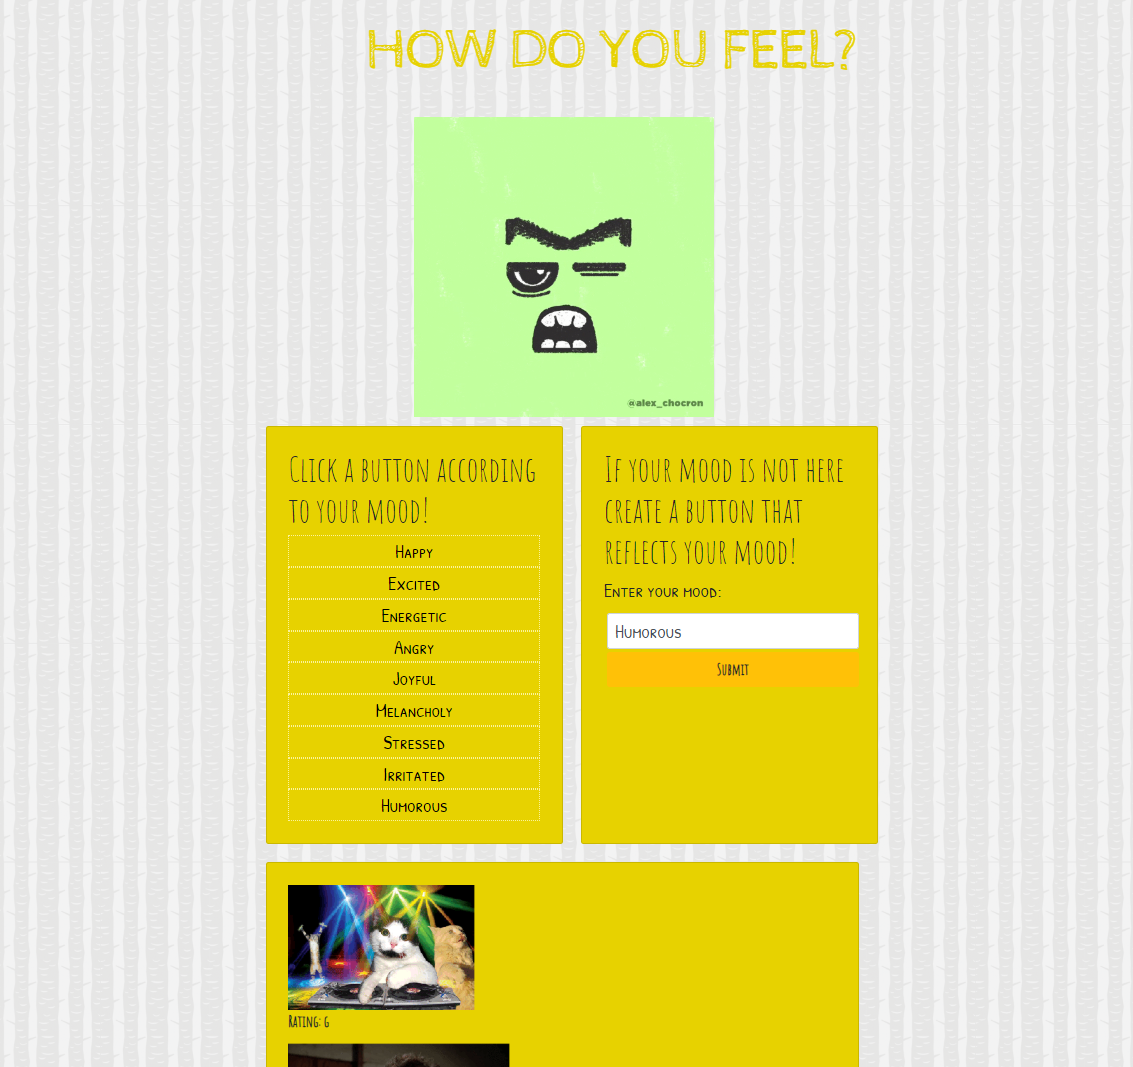 HOW DO YOU FEEL?
@alex_chocron
Click a button according
to your mood!
Happy
Excited
Energetic
Angry
Joyful
Melancholy
Stressed
Irritated
Humorous
If your mood is not here
create a button that
reflects your mood!
Enter your mood:
Humorous
Submit
Rating: g